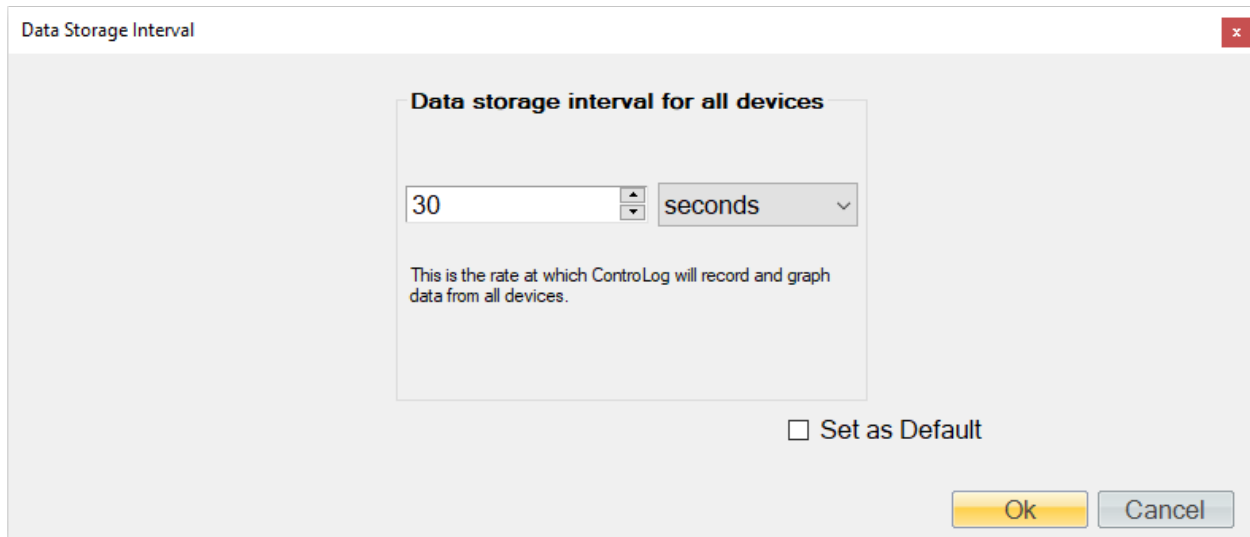 Data Storage Interval
x
Data storage interval for all devices
30
seconds
This is the rate at which ControLog will record and graph
data from all devices.
Set as Default
Ok
Cancel